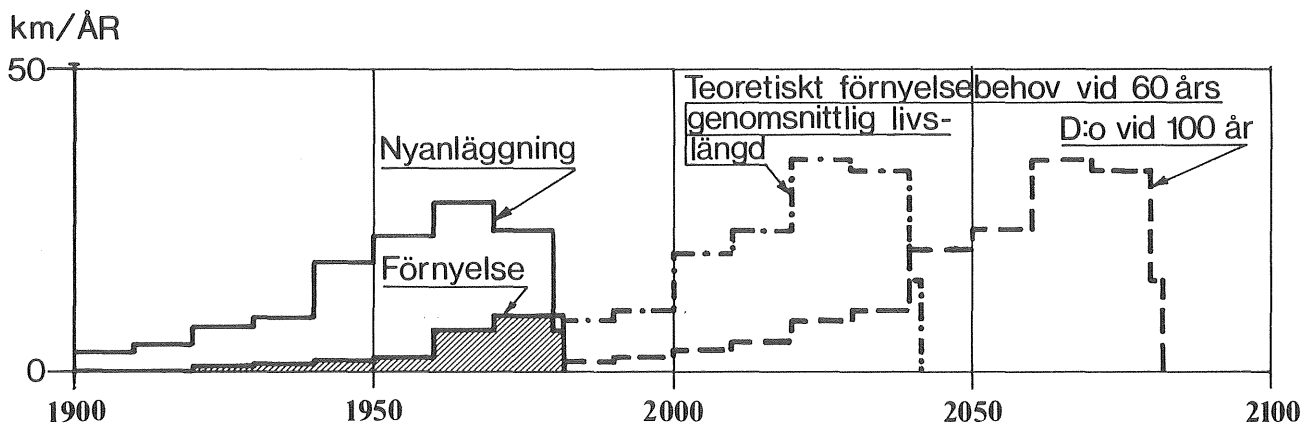 km/ÅR
50
Teoretiskt förnyelsebehov vid 60 års
genomsnittlig livs-
längd
D:o vid 100 år
Nyanläggning
Förnyelse
0
1900 1950 2000 2050 2100